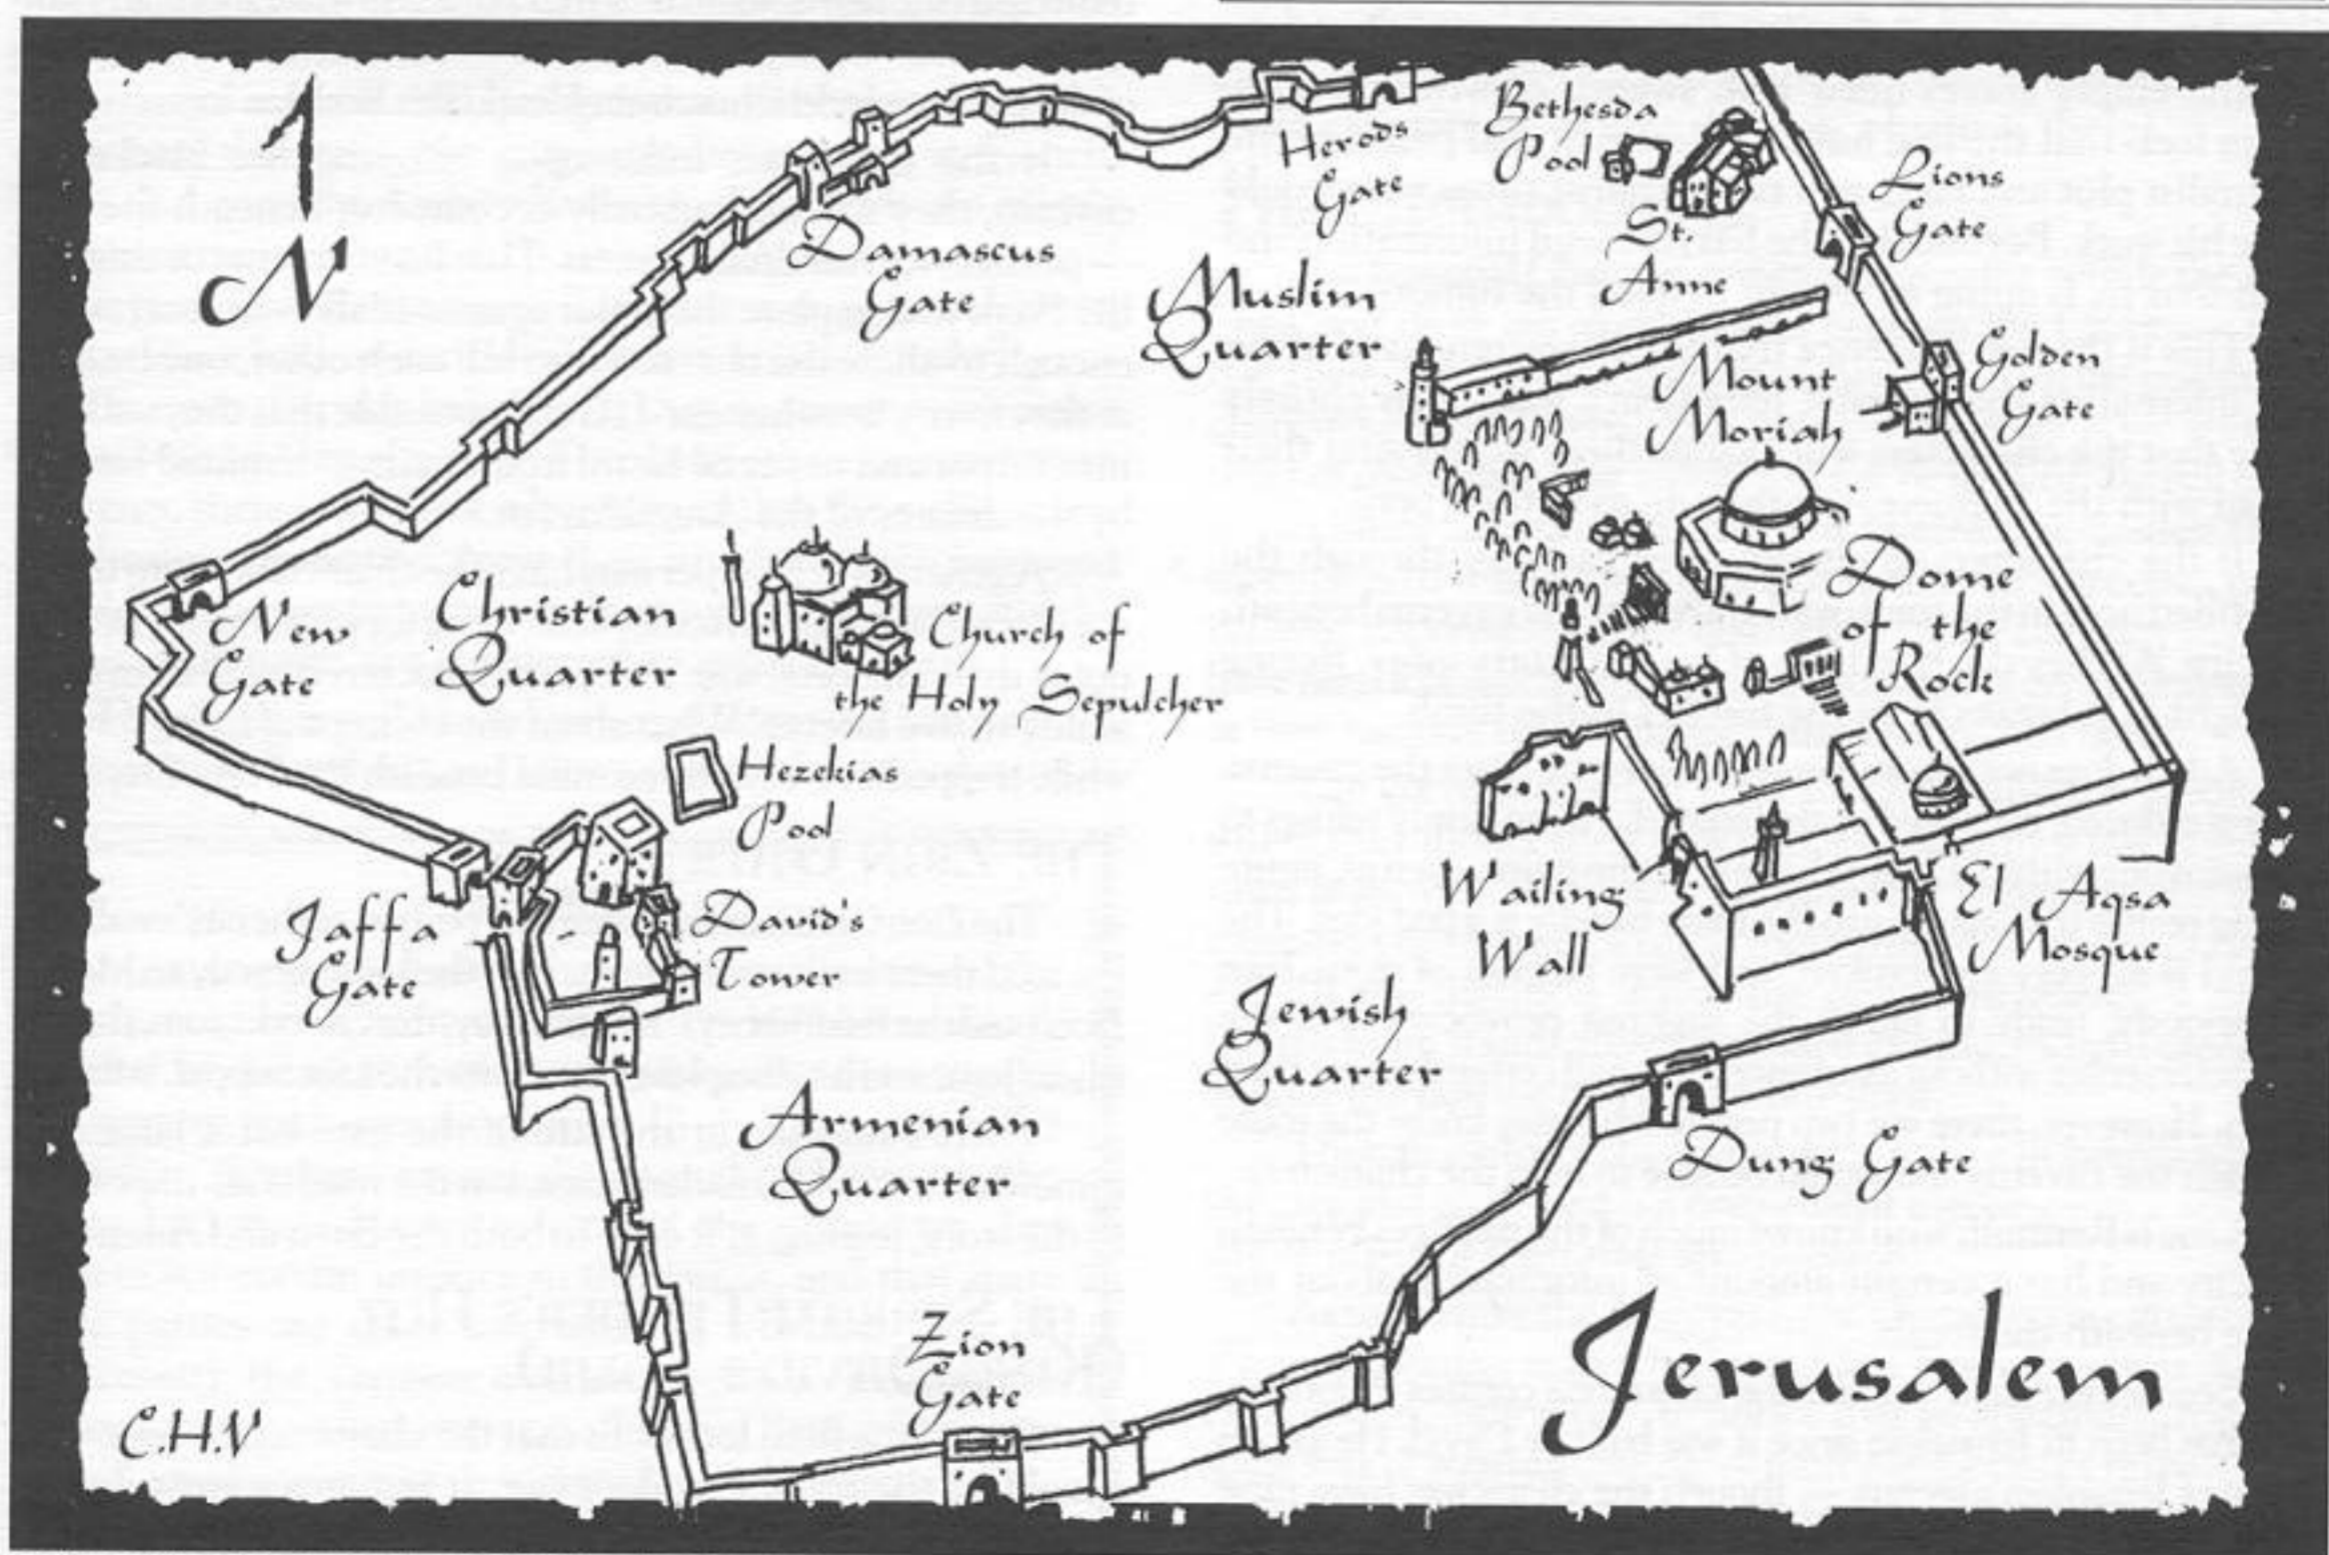 N
Damascus
Gate
Herods
Gate
Bethesda
Pool
St.
Anne
Lions
Gate
Muslim
Quarter
Mount
Moriah
Golden
Gate
New
Gate
Christian
Quarter
Church of
the Holy Sepulcher
Dome
of the
Rock
Hezekias
Pool
Jaffa
Gate
David's
Tower
Wailing
Wall
El Aqsa
Mosque
Jewish
Quarter
Armenian
Quarter
Dung Gate
Zion
Gate
Jerusalem
C.H.N